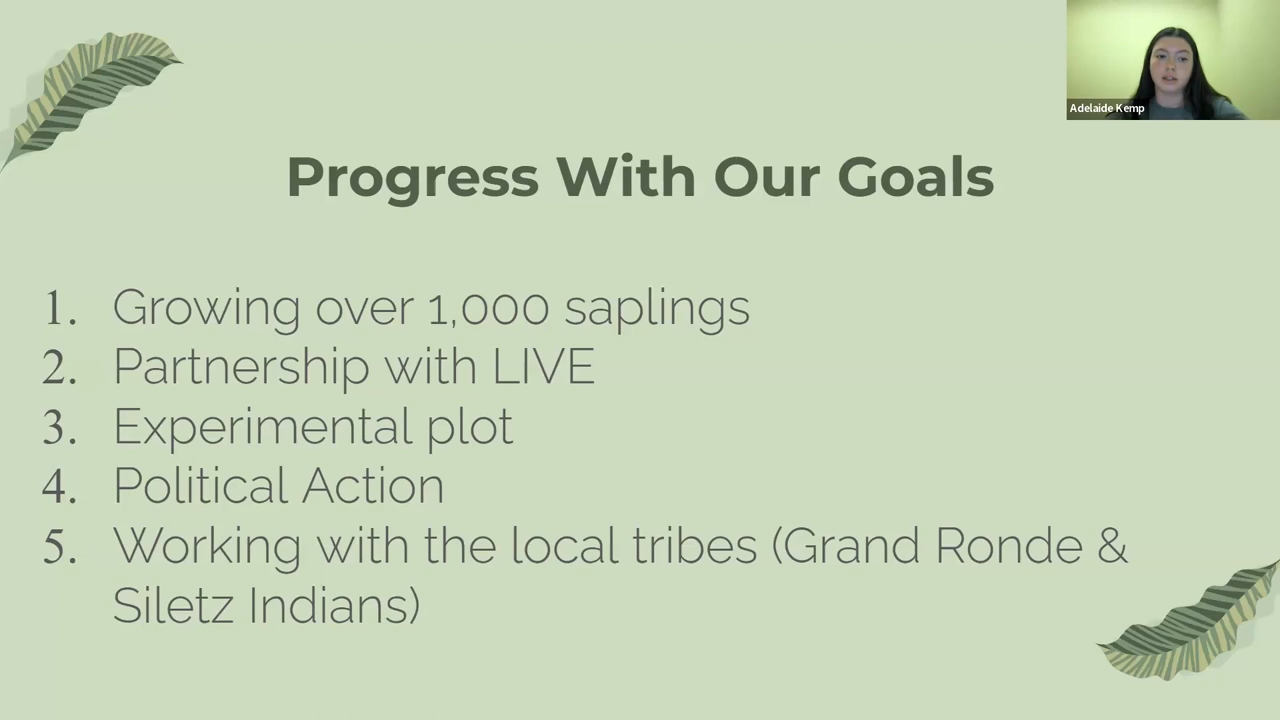 Adelaide Kemp
Progress With Our Goals
1. Growing over 1,000 saplings
2. Partnership with LIVE
3. Experimental plot
4. Political Action
5. Working with the local tribes (Grand Ronde &
Siletz Indians)